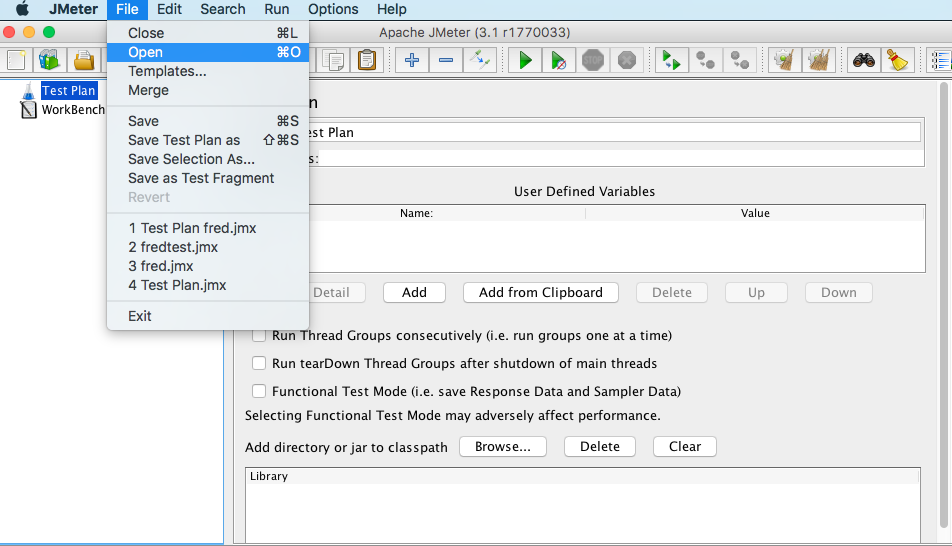 JMeter File Edit Search Run Options Help
Apache JMeter (3.1 r1770033)
Close ⌘L
Open ⌘O
Templates...
Merge
Save ⌘S
Save Test Plan as ⇧⌘S
Save Selection As...
Save as Test Fragment
Revert
1 Test Plan fred.jmx
2 fredtest.jmx
3 fred.jmx
4 Test Plan.jmx
Exit
Test Plan
WorkBench
est Plan
s:
User Defined Variables
Name: Value
Detail Add Add from Clipboard Delete Up Down
Run Thread Groups consecutively (i.e. run groups one at a time)
Run tearDown Thread Groups after shutdown of main threads
Functional Test Mode (i.e. save Response Data and Sampler Data)
Selecting Functional Test Mode may adversely affect performance.
Add directory or jar to classpath Browse... Delete Clear
Library